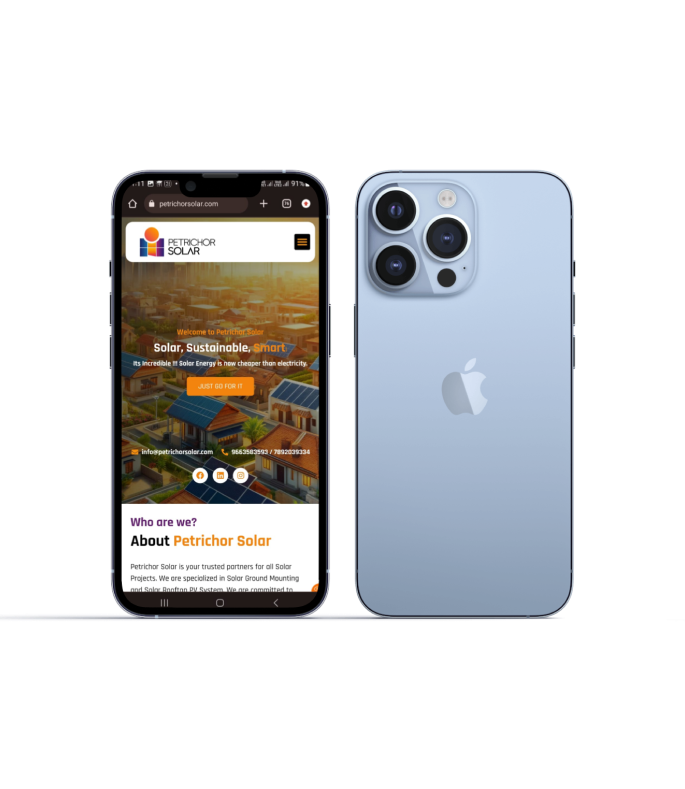 91%
petrichorsolar.com
PETRICHOR
SOLAR
Welcome to Petrichor Solar
Solar, Sustainable, Smart
Its Incredible !!! Solar Energy is now cheaper than electricity.
JUST GO FOR IT
info@petrichorsolar.com 9663583593 / 7892039334
Who are we?
About Petrichor Solar
Petrichor Solar is your trusted partners for all Solar
Projects. We are specialized in Solar Ground Mounting
and Solar Rooftop PV System. We are committed to